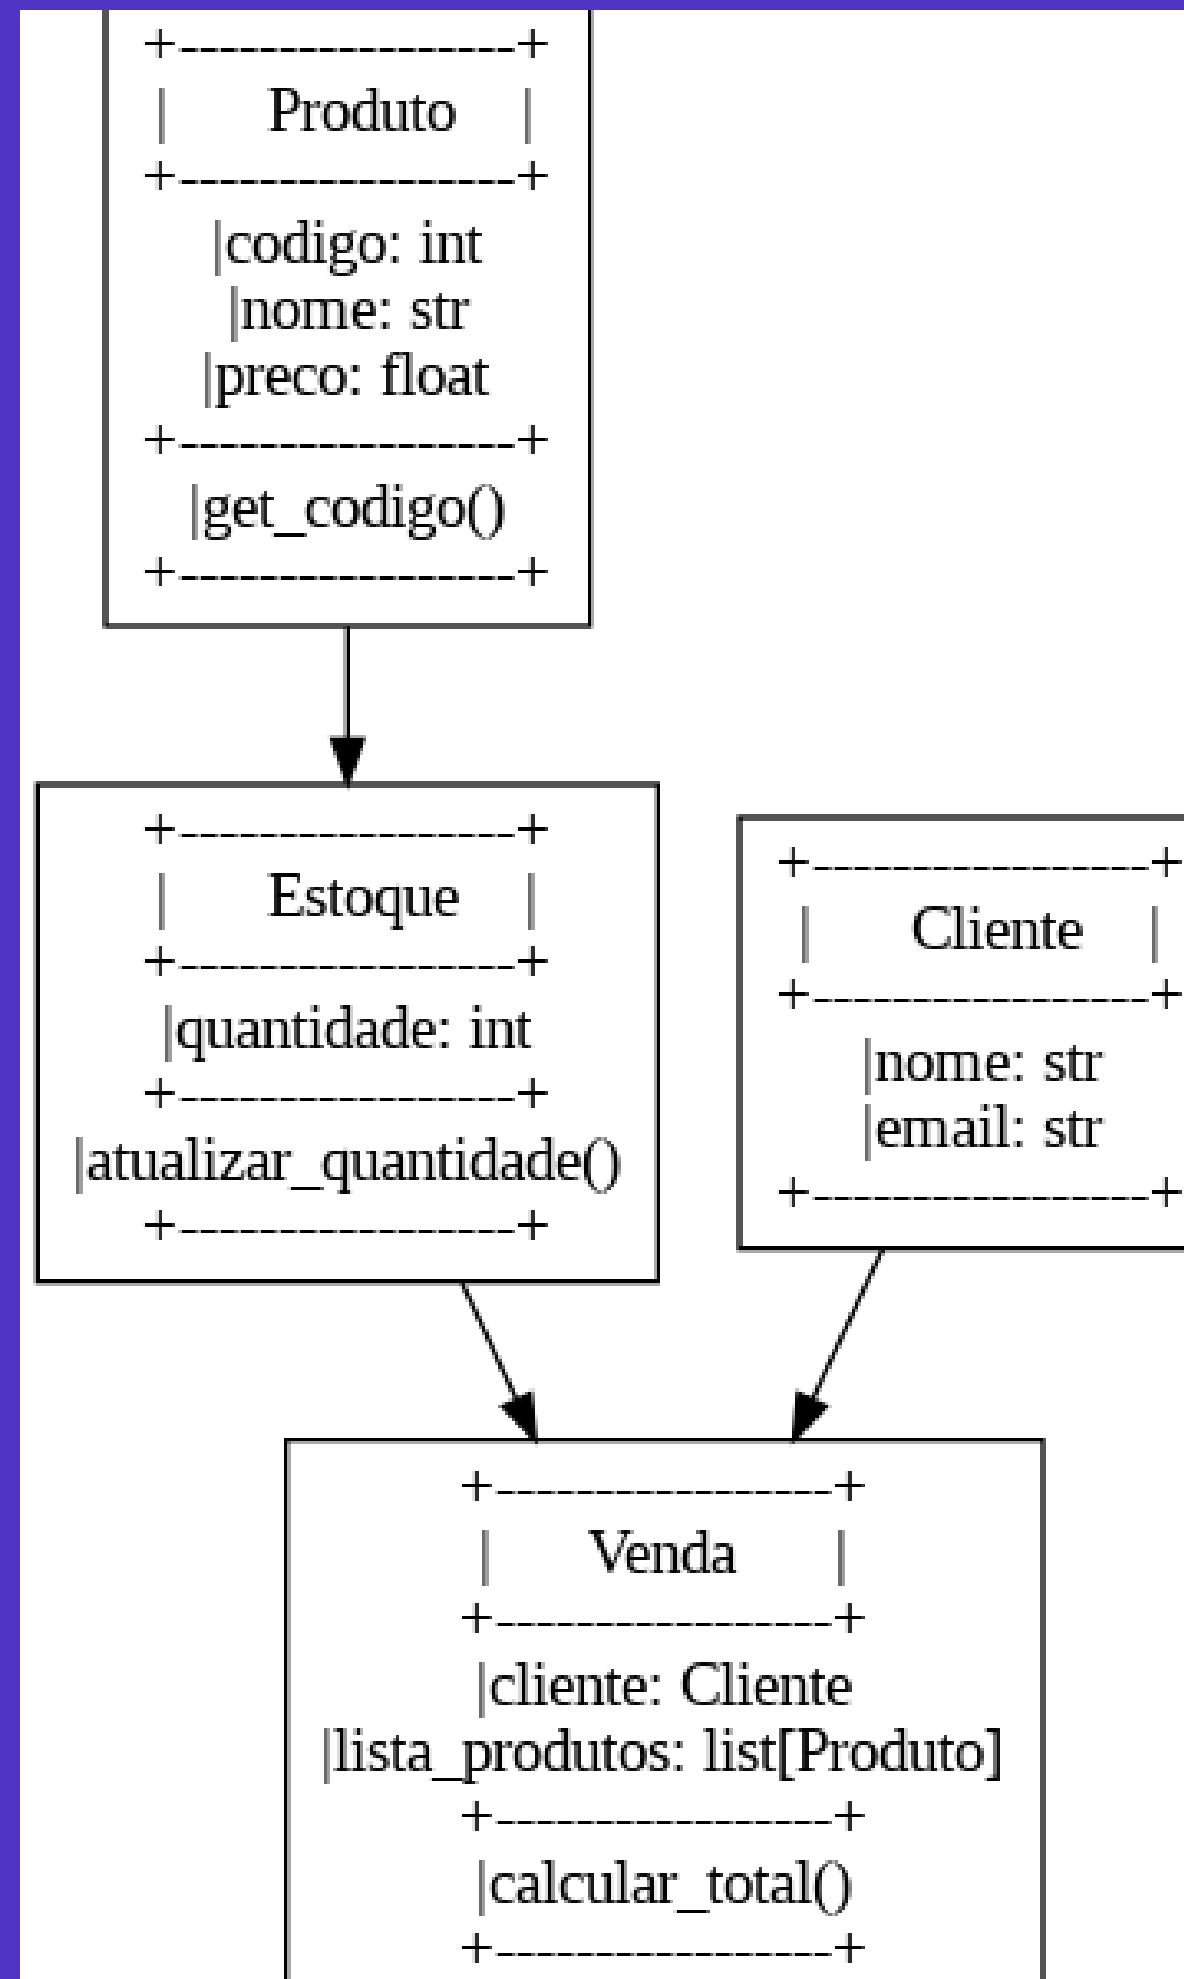 +-----------------+
| Produto |
+-----------------+
|codigo: int
|nome: str
|preco: float
+-----------------+
|get_codigo()
+-----------------+
+-----------------+
| Estoque |
+-----------------+
|quantidade: int
+-----------------+
|atualizar_quantidade()
+-----------------+
+-----------------+
| Cliente |
+-----------------+
|nome: str
|email: str
+-----------------+
+-----------------+
| Venda |
+-----------------+
|cliente: Cliente
|lista_produtos: list[Produto]
+-----------------+
|calcular_total()
+-----------------+